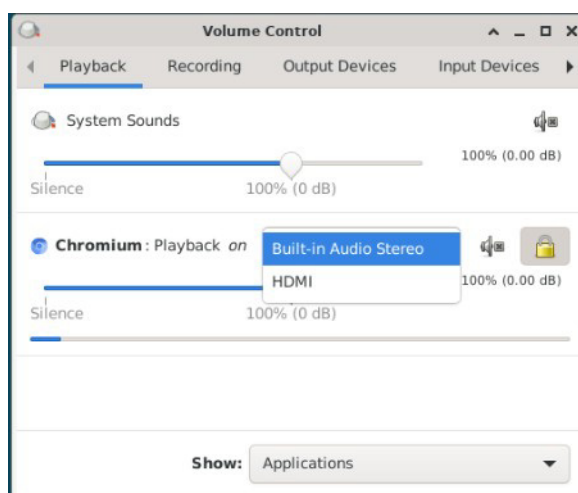 Volume Control
Playback Recording Output Devices Input Devices
System Sounds
100% (0.00 dB)
Silence 100% (0 dB)
Chromium : Playback on Built-in Audio Stereo
HDMI
100% (0.00 dB)
Silence 100% (0 dB)
Show: Applications